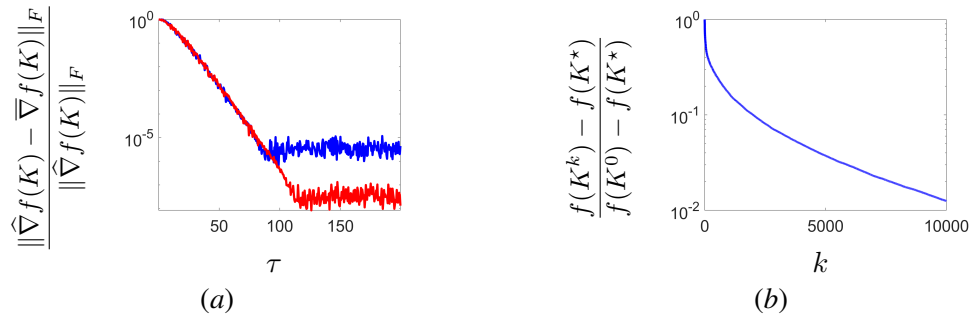 ‖∇̂f(K) − ∇̅f(K)‖_F
‖∇̂f(K)‖_F
10^0
10^-5
50 100 150
τ
(a)
f(K^k) − f(K^⋆)
f(K^0) − f(K^⋆)
10^0
10^-1
10^-2
0 5000 10000
k
(b)